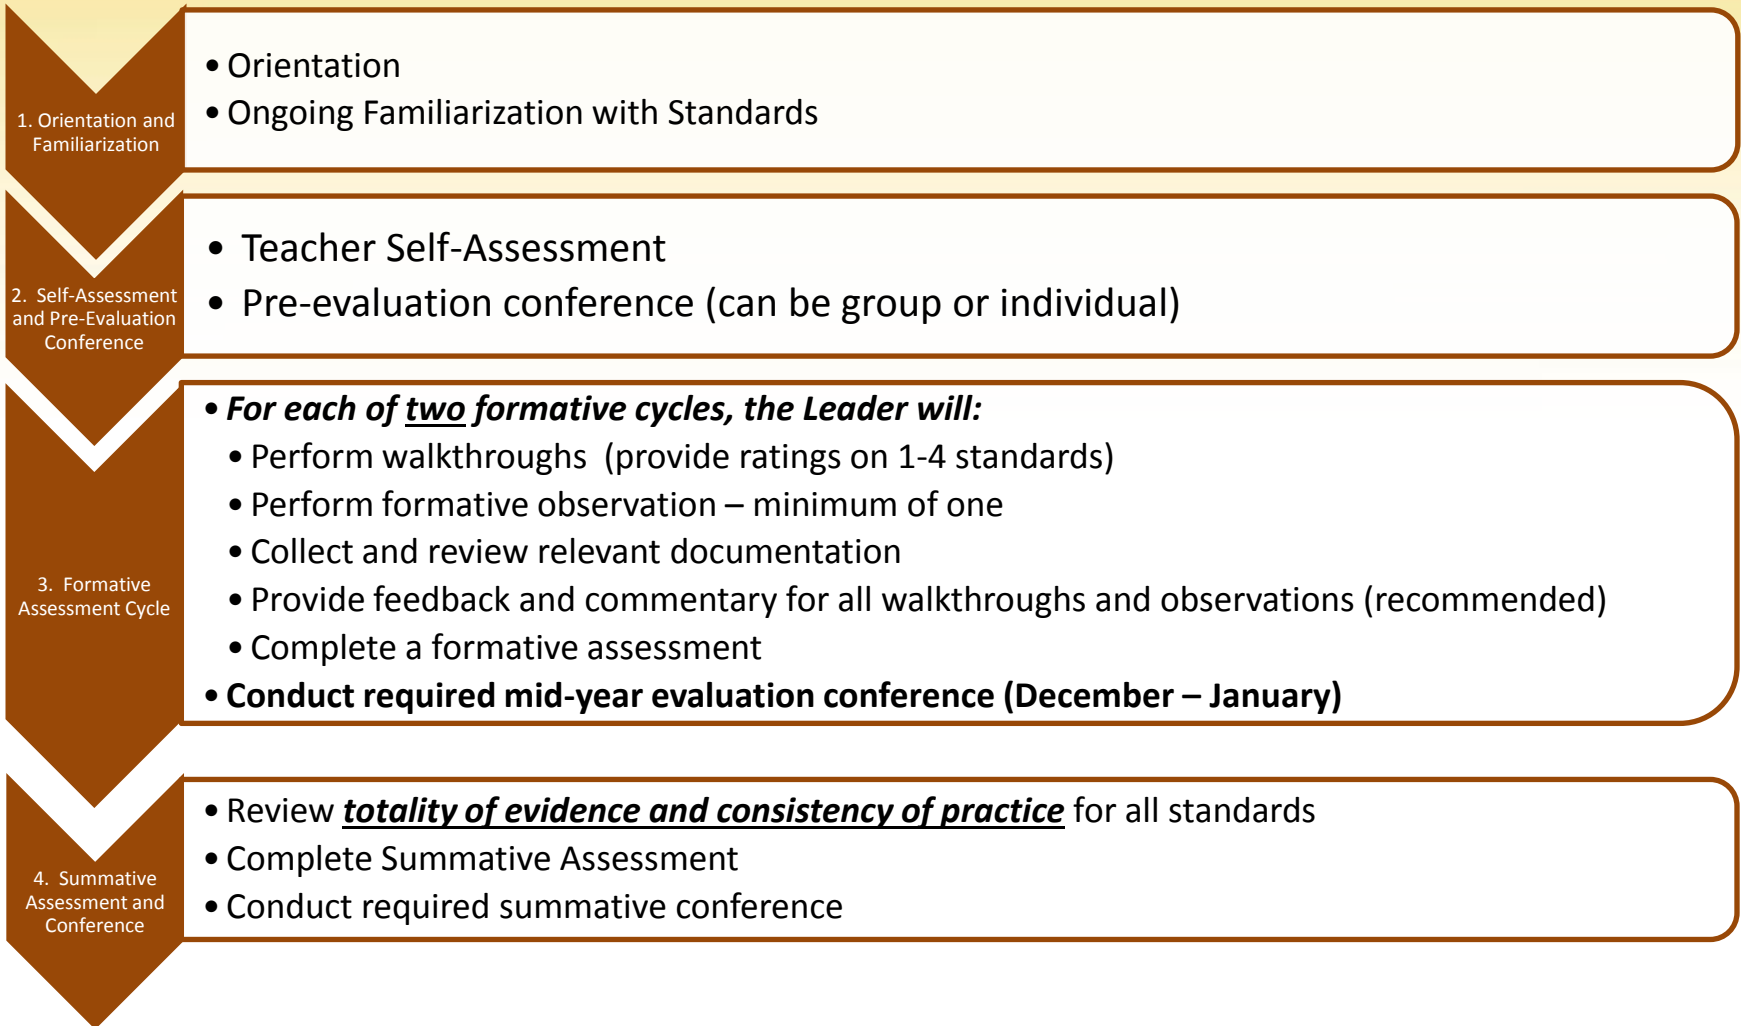 1. Orientation and
Familiarization
• Orientation
• Ongoing Familiarization with Standards
2. Self-Assessment
and Pre-Evaluation
Conference
• Teacher Self-Assessment
• Pre-evaluation conference (can be group or individual)
3. Formative
Assessment Cycle
• For each of two formative cycles, the Leader will:
• Perform walkthroughs (provide ratings on 1-4 standards)
• Perform formative observation – minimum of one
• Collect and review relevant documentation
• Provide feedback and commentary for all walkthroughs and observations (recommended)
• Complete a formative assessment
• Conduct required mid-year evaluation conference (December – January)
4. Summative
Assessment and
Conference
• Review totality of evidence and consistency of practice for all standards
• Complete Summative Assessment
• Conduct required summative conference